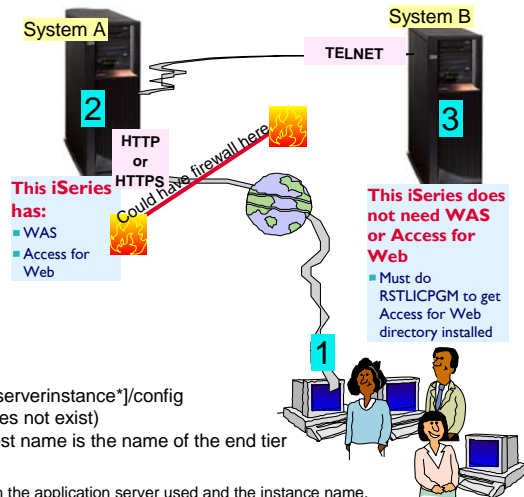 System A
System B
TELNET
2
3
HTTP
or
HTTPS
Could have firewall here
This iSeries
has:
WAS
Access for
Web
This iSeries does
not need WAS
or Access for
Web
Must do
RSTLICPGM to get
Access for Web
directory installed
1
serverinstance*]/config
es not exist)
ost name is the name of the end tier
n the application server used and the instance name.